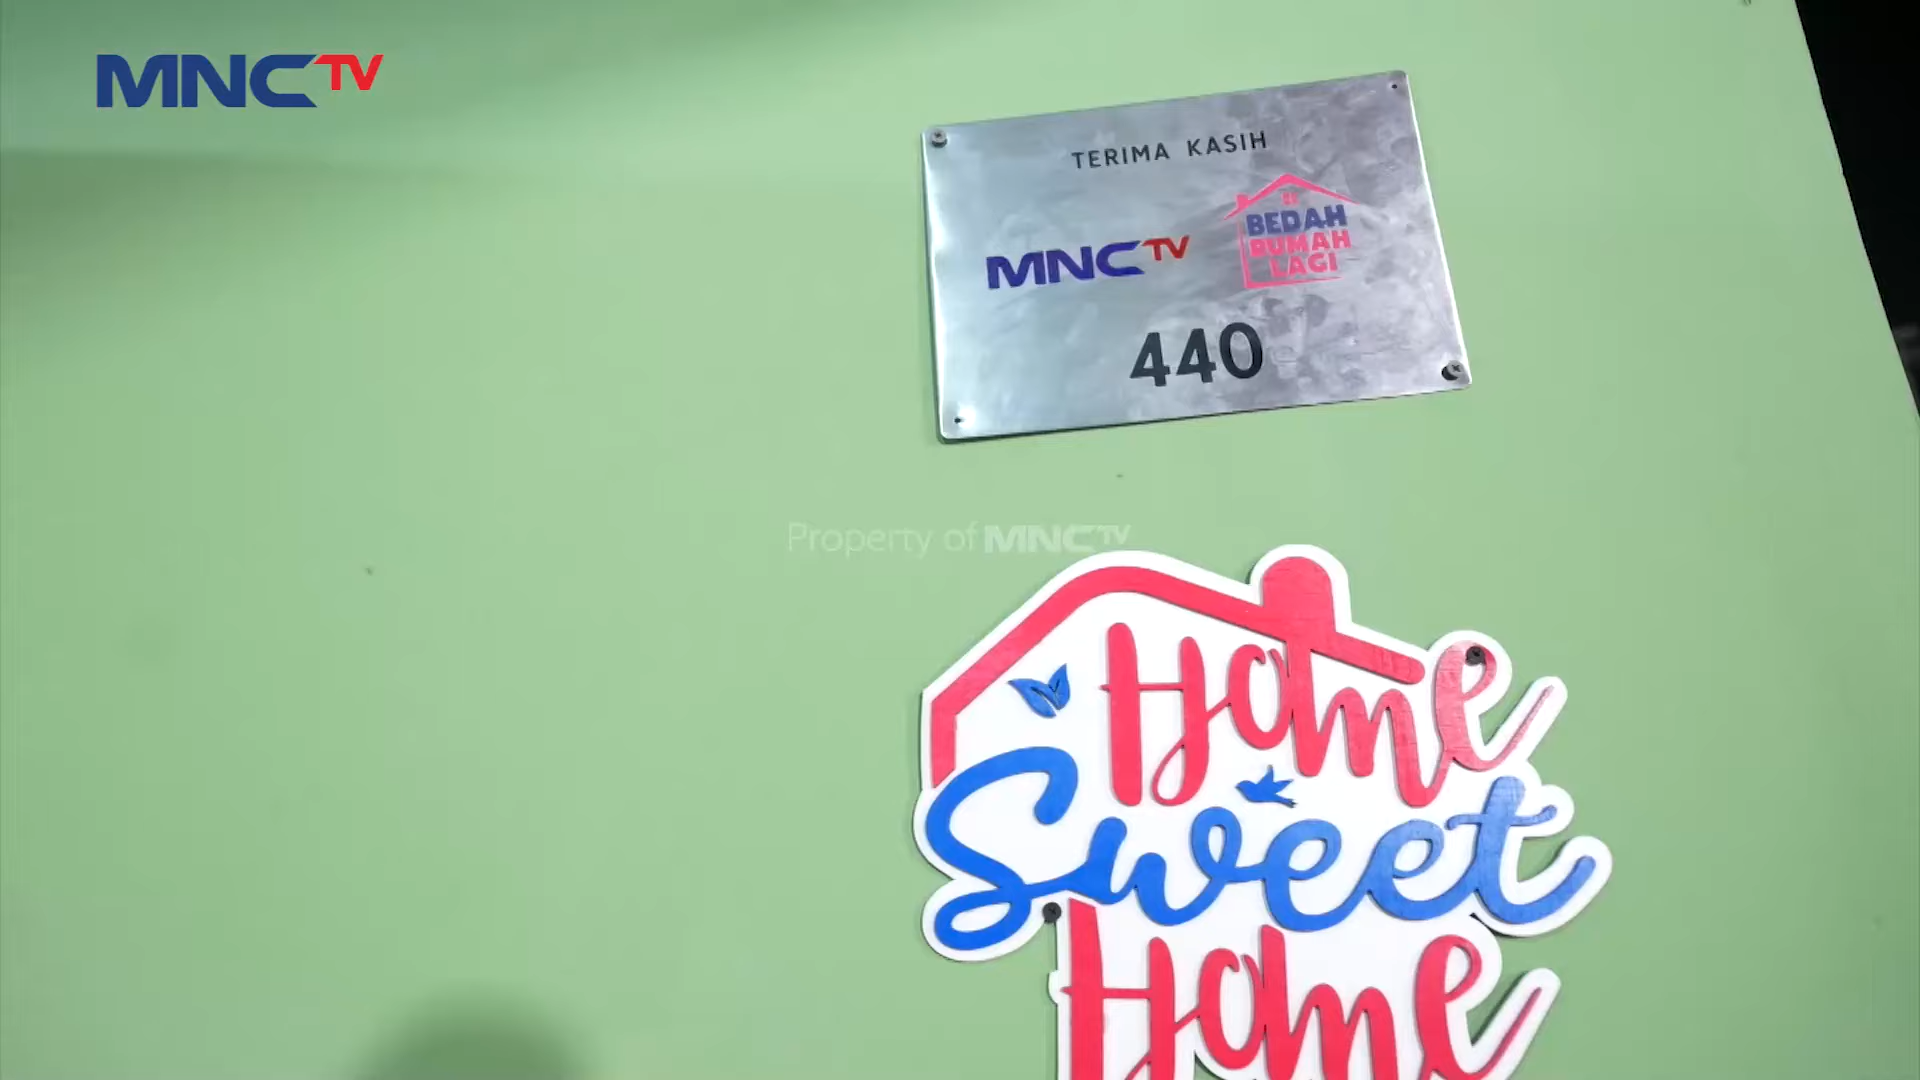 MNCTV
TERIMA KASIH
MNCTV
BEDAH
RUMAH
LAGI
440
Property of MNCTV
Home
Sweet
Home